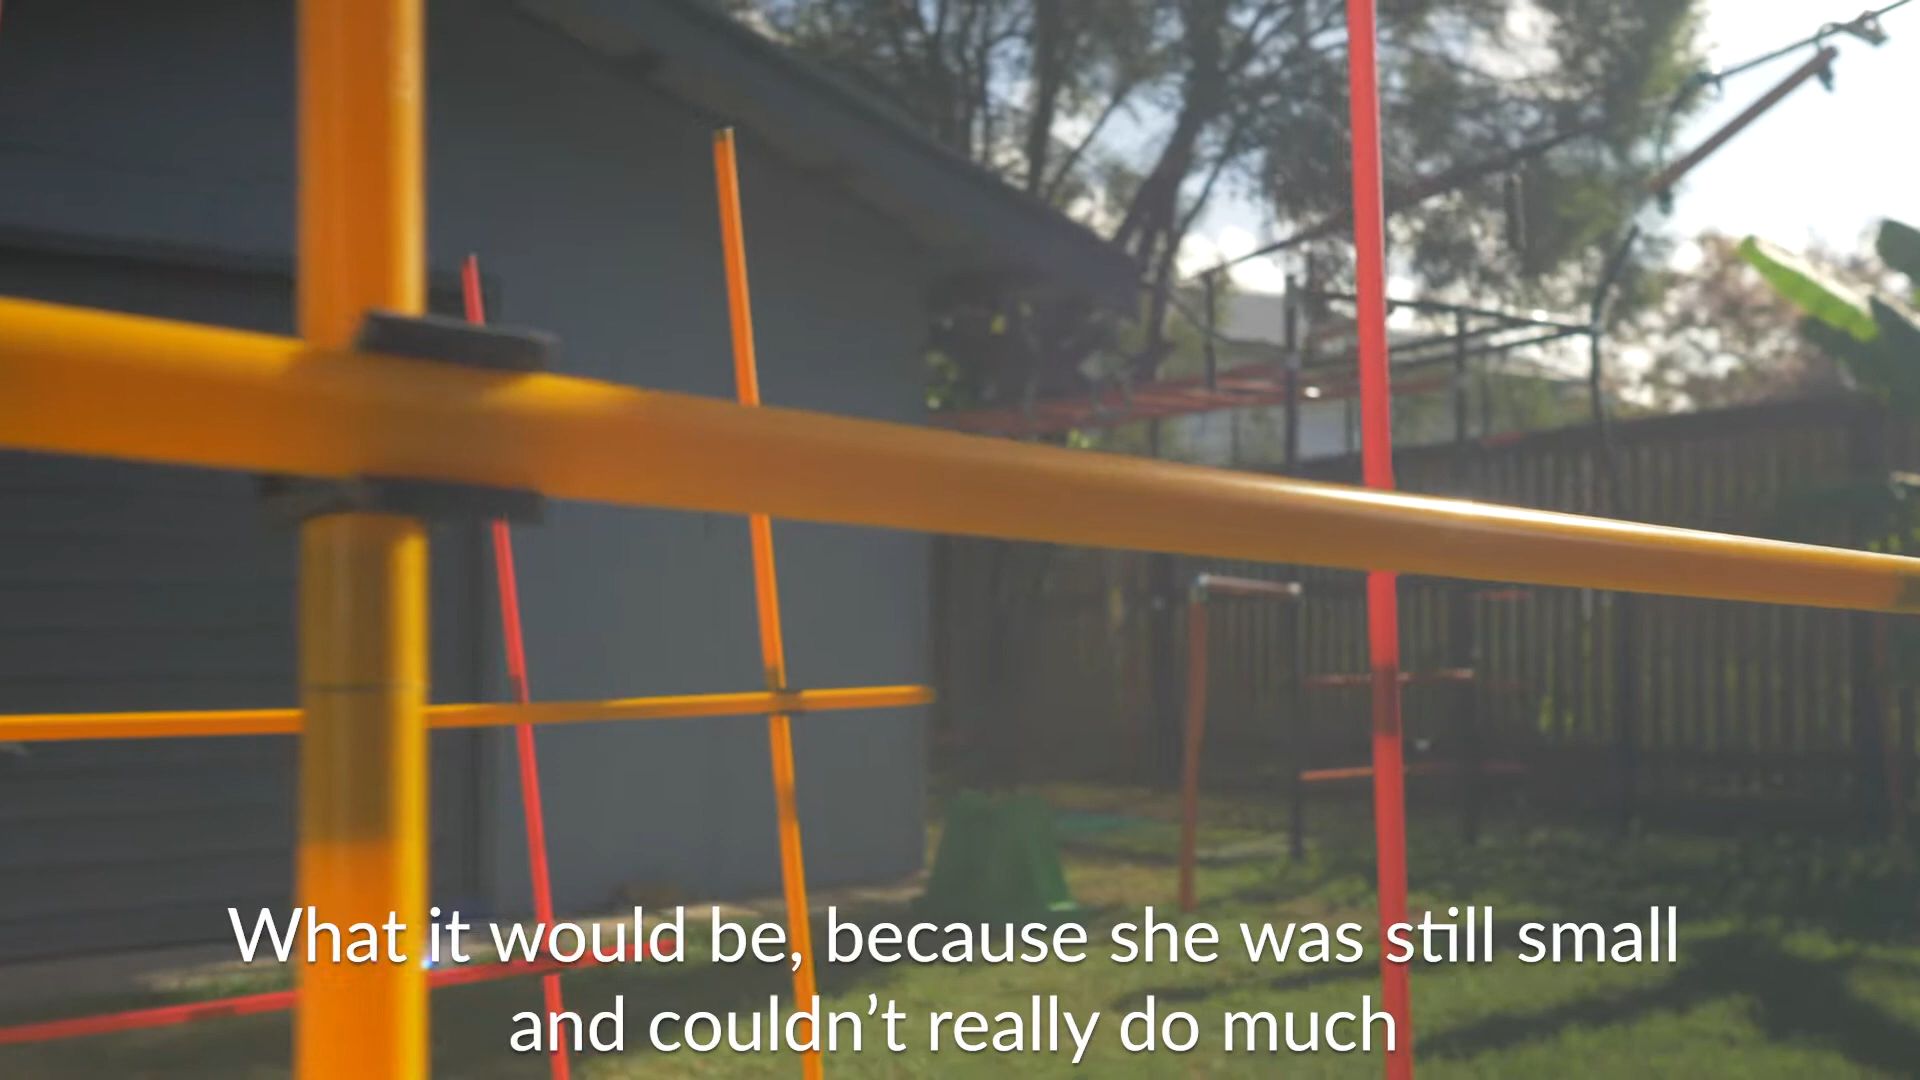 What it would be, because she was still small
and couldn’t really do much